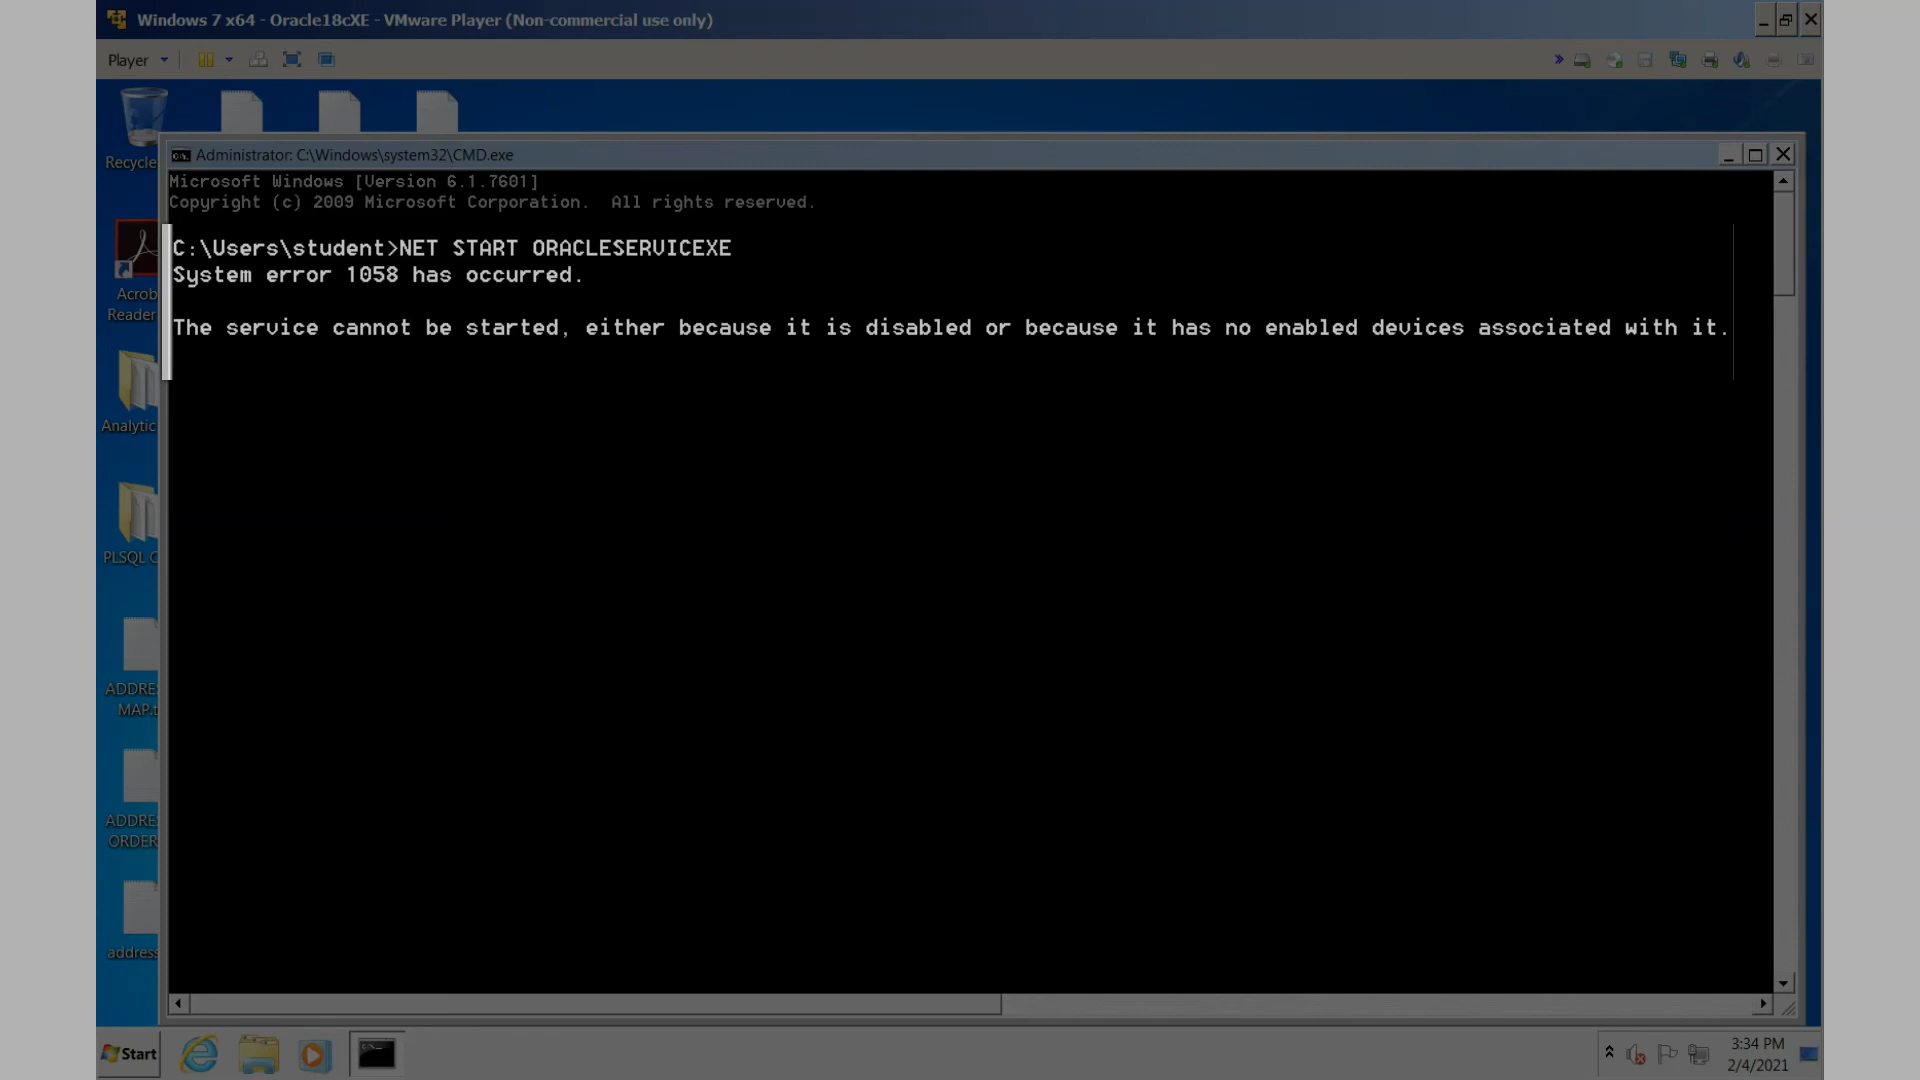 Windows 7 x64 - Oracle18cXE - VMware Player (Non-commercial use only)
Player
Recycle
Administrator: C:\Windows\system32\CMD.exe
Microsoft Windows [Version 6.1.7601]
Copyright (c) 2009 Microsoft Corporation.  All rights reserved.
C:\Users\student>NET START ORACLESERVICEXE
System error 1058 has occurred.
The service cannot be started, either because it is disabled or because it has no enabled devices associated with it.
Acrob
Reader
Analytic
PLSQL C
ADDRE
MAP.t
ADDRE
ORDER
address
Start
3:34 PM
2/4/2021